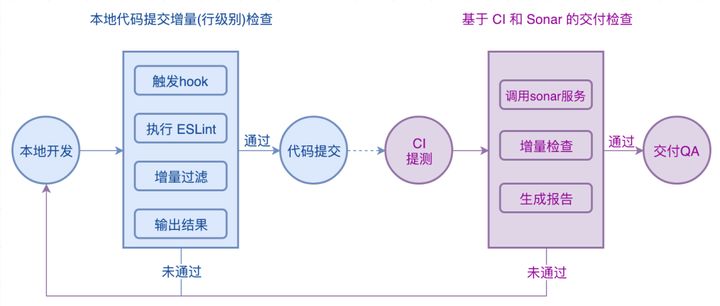 本地代码提交增量(行级别)检查
基于 CI 和 Sonar 的交付检查
本地开发
触发hook
执行 ESLint
增量过滤
输出结果
通过
未通过
代码提交
CI
提测
调用sonar服务
增量检查
生成报告
通过
未通过
交付QA